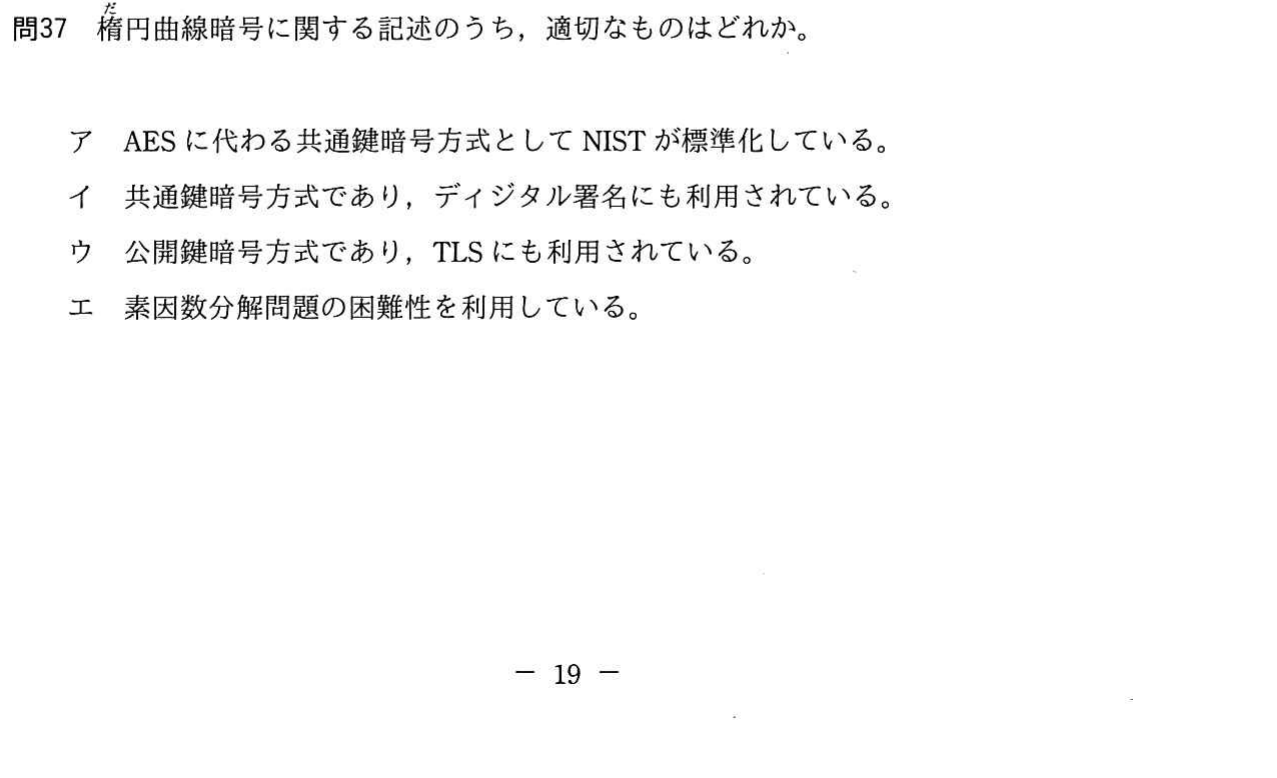 問37　楕円曲線暗号に関する記述のうち，適切なものはどれか。
ア　AES に代わる共通鍵暗号方式として NIST が標準化している。
イ　共通鍵暗号方式であり，ディジタル署名にも利用されている。
ウ　公開鍵暗号方式であり，TLS にも利用されている。
エ　素因数分解問題の困難性を利用している。
－ 19 －